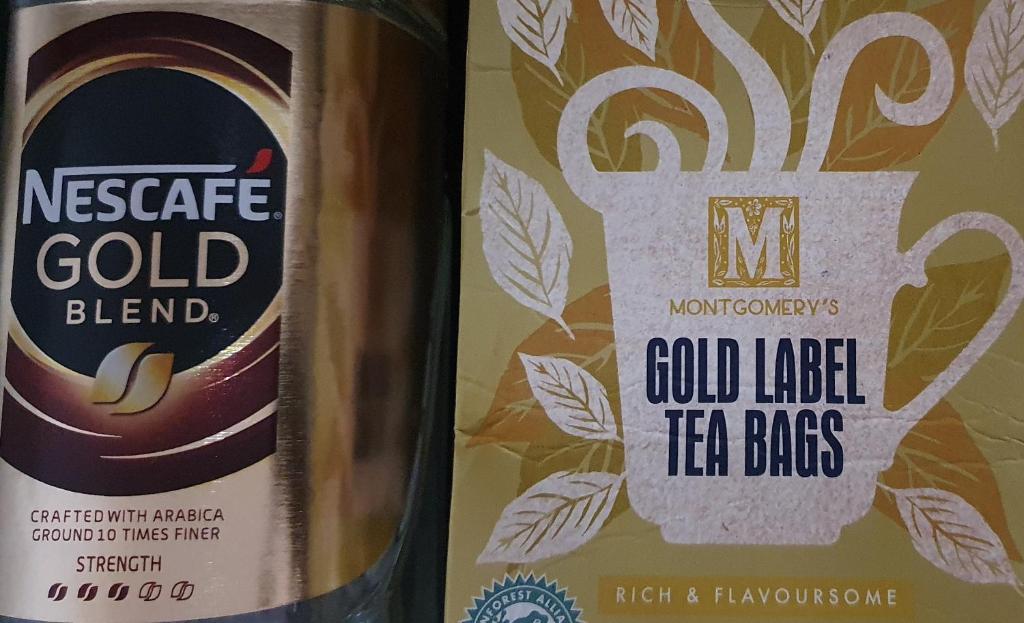 NESCAFÉ®
GOLD
BLEND®
CRAFTED WITH ARABICA
GROUND 10 TIMES FINER
STRENGTH
M
MONTGOMERY'S
GOLD LABEL
TEA BAGS
RICH & FLAVOURSOME